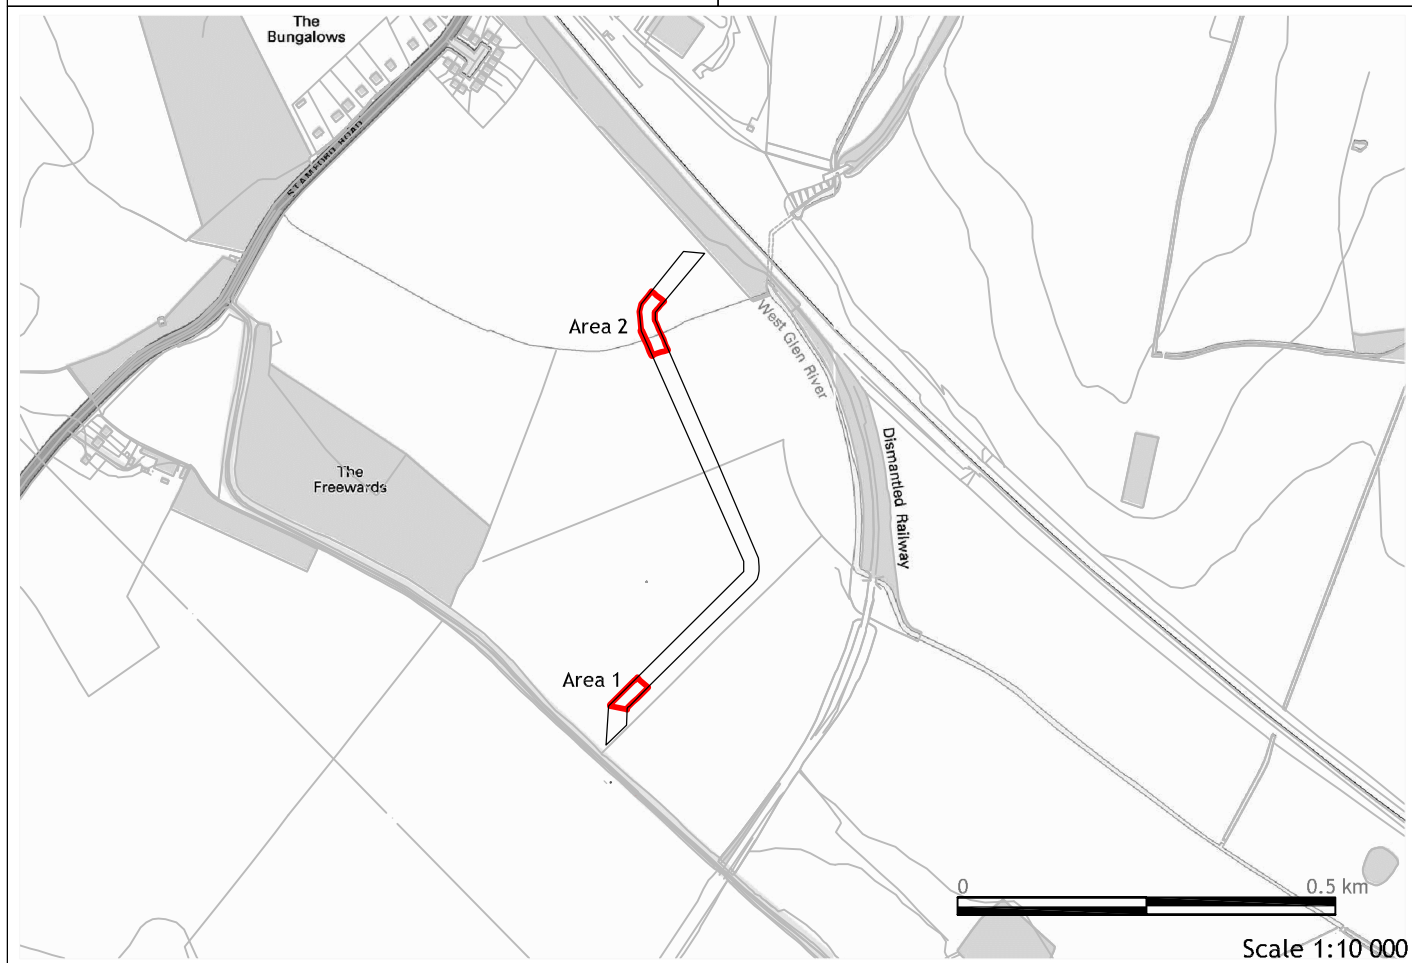 The
Bungalows
STAMFORD ROAD
Area 2
West Glen River
Dismantled Railway
The
Freewards
Area 1
0 0.5 km
Scale 1:10 000